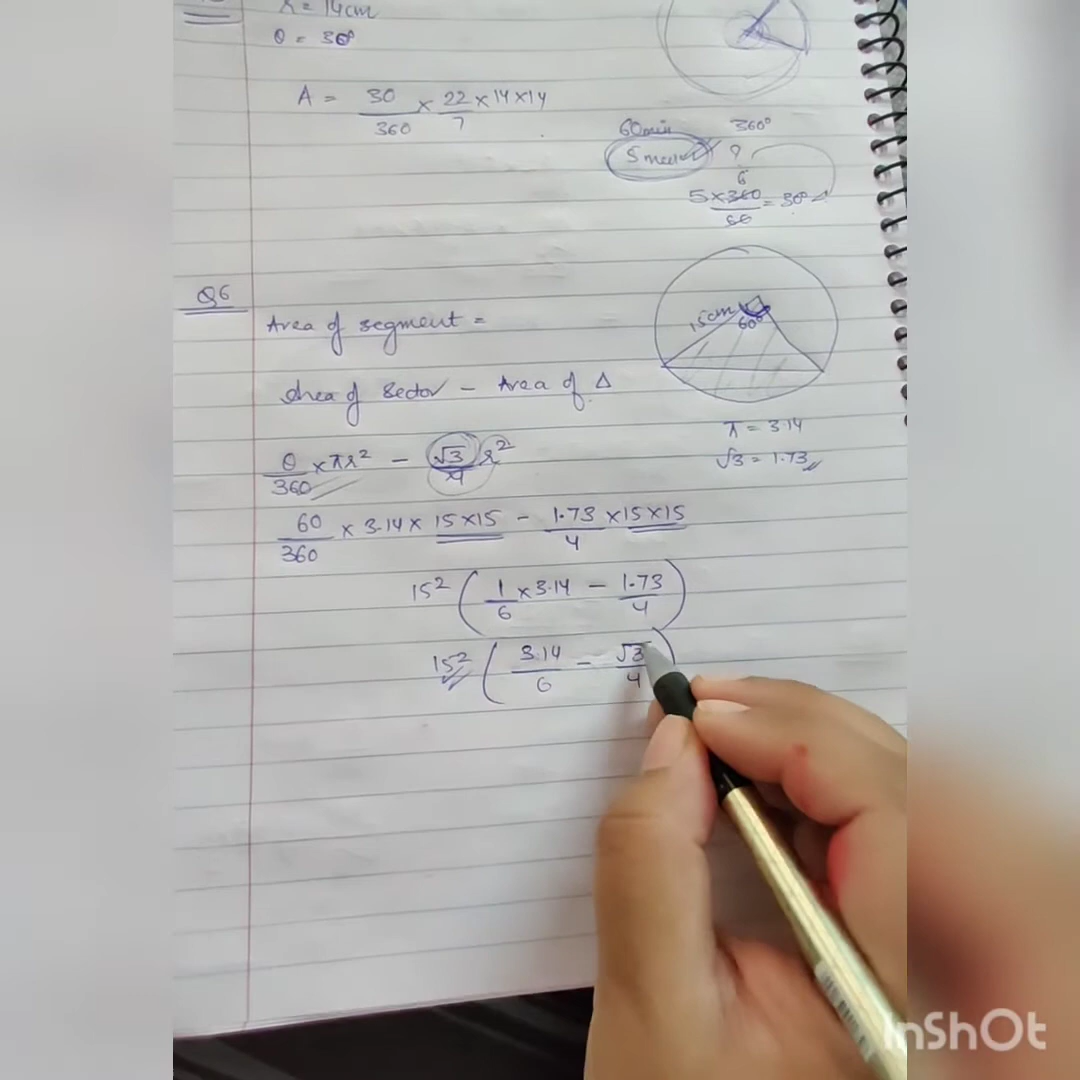 r = 14cm
θ = 30°
A = 30/360 × 22/7 × 14 × 14
60min 360°
5 ?
6
5×360/60 = 30°
Q6
Area of segment =
15cm
60°
Area of Sector – Area of Δ
π = 3.14
√3 = 1.73
θ/360 × πr² – √3/4 r²
60/360 × 3.14 × 15×15 – 1.73/4 × 15×15
15² (1/6 × 3.14 – 1.73/4)
15² (3.14/6 – √3/4)
InShOt